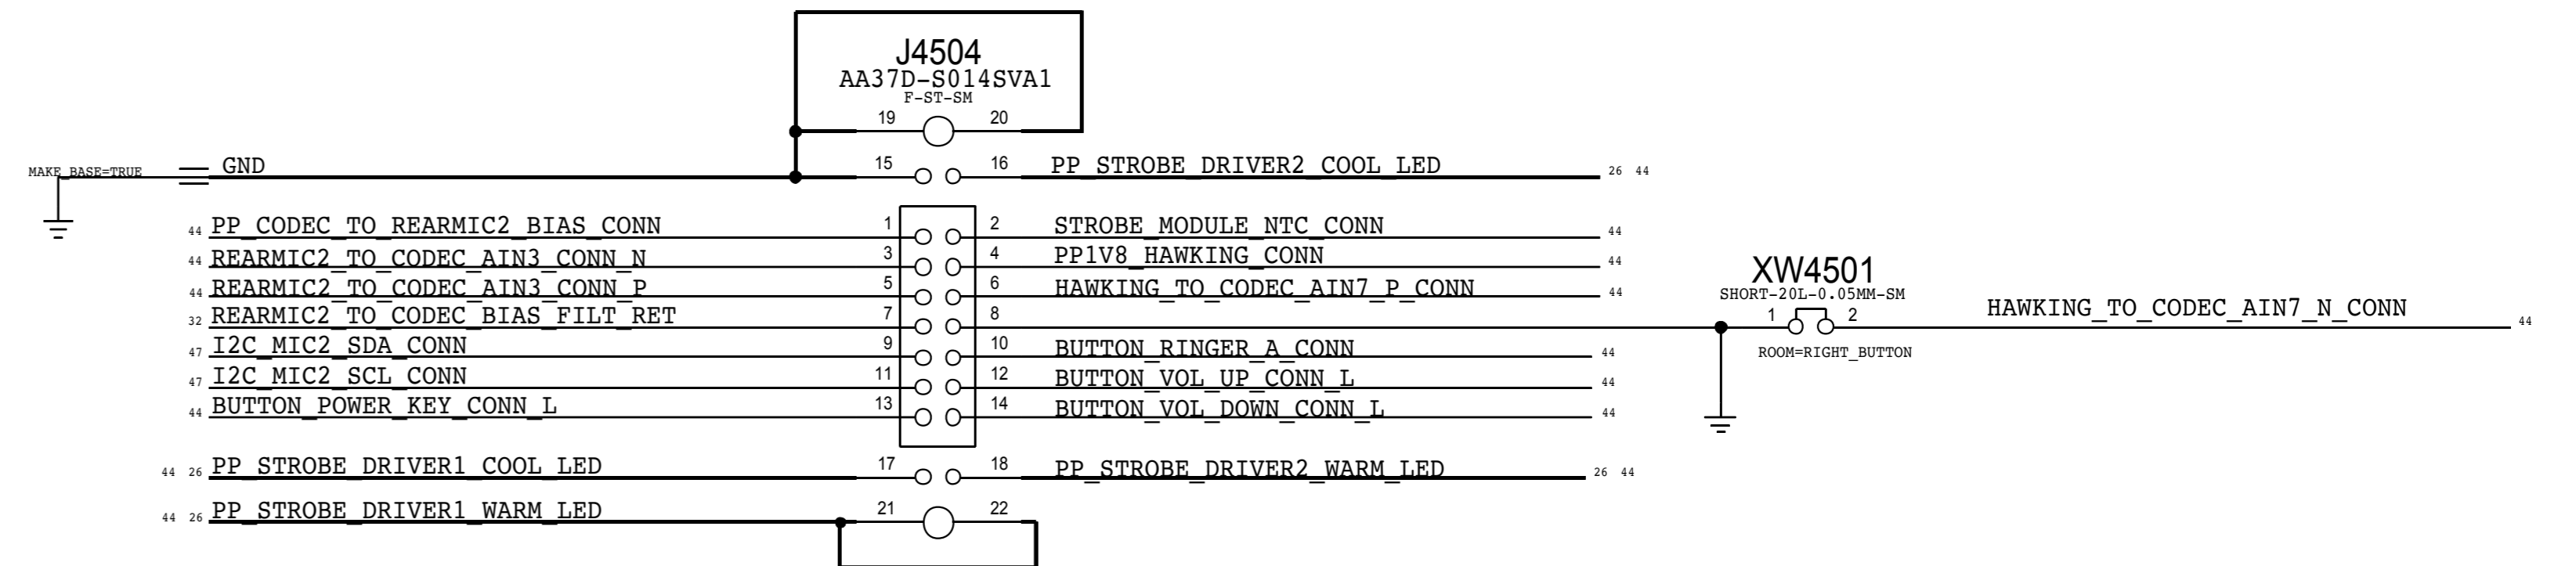 J4504
AA37D-S014SVA1
F-ST-SM
19 20
MAKE_BASE=TRUE GND 15 16 PP_STROBE_DRIVER2_COOL_LED 26 44
44 PP_CODEC_TO_REARMIC2_BIAS_CONN 1 2 STROBE_MODULE_NTC_CONN 44
44 REARMIC2_TO_CODEC_AIN3_CONN_N 3 4 PP1V8_HAWKING_CONN 44
44 REARMIC2_TO_CODEC_AIN3_CONN_P 5 6 HAWKING_TO_CODEC_AIN7_P_CONN 44
32 REARMIC2_TO_CODEC_BIAS_FILT_RET 7 8
XW4501
SHORT-20L-0.05MM-SM
1 2 HAWKING_TO_CODEC_AIN7_N_CONN 44
ROOM=RIGHT_BUTTON
47 I2C_MIC2_SDA_CONN 9 10 BUTTON_RINGER_A_CONN 44
47 I2C_MIC2_SCL_CONN 11 12 BUTTON_VOL_UP_CONN_L 44
44 BUTTON_POWER_KEY_CONN_L 13 14 BUTTON_VOL_DOWN_CONN_L 44
44 26 PP_STROBE_DRIVER1_COOL_LED 17 18 PP_STROBE_DRIVER2_WARM_LED 26 44
44 26 PP_STROBE_DRIVER1_WARM_LED 21 22